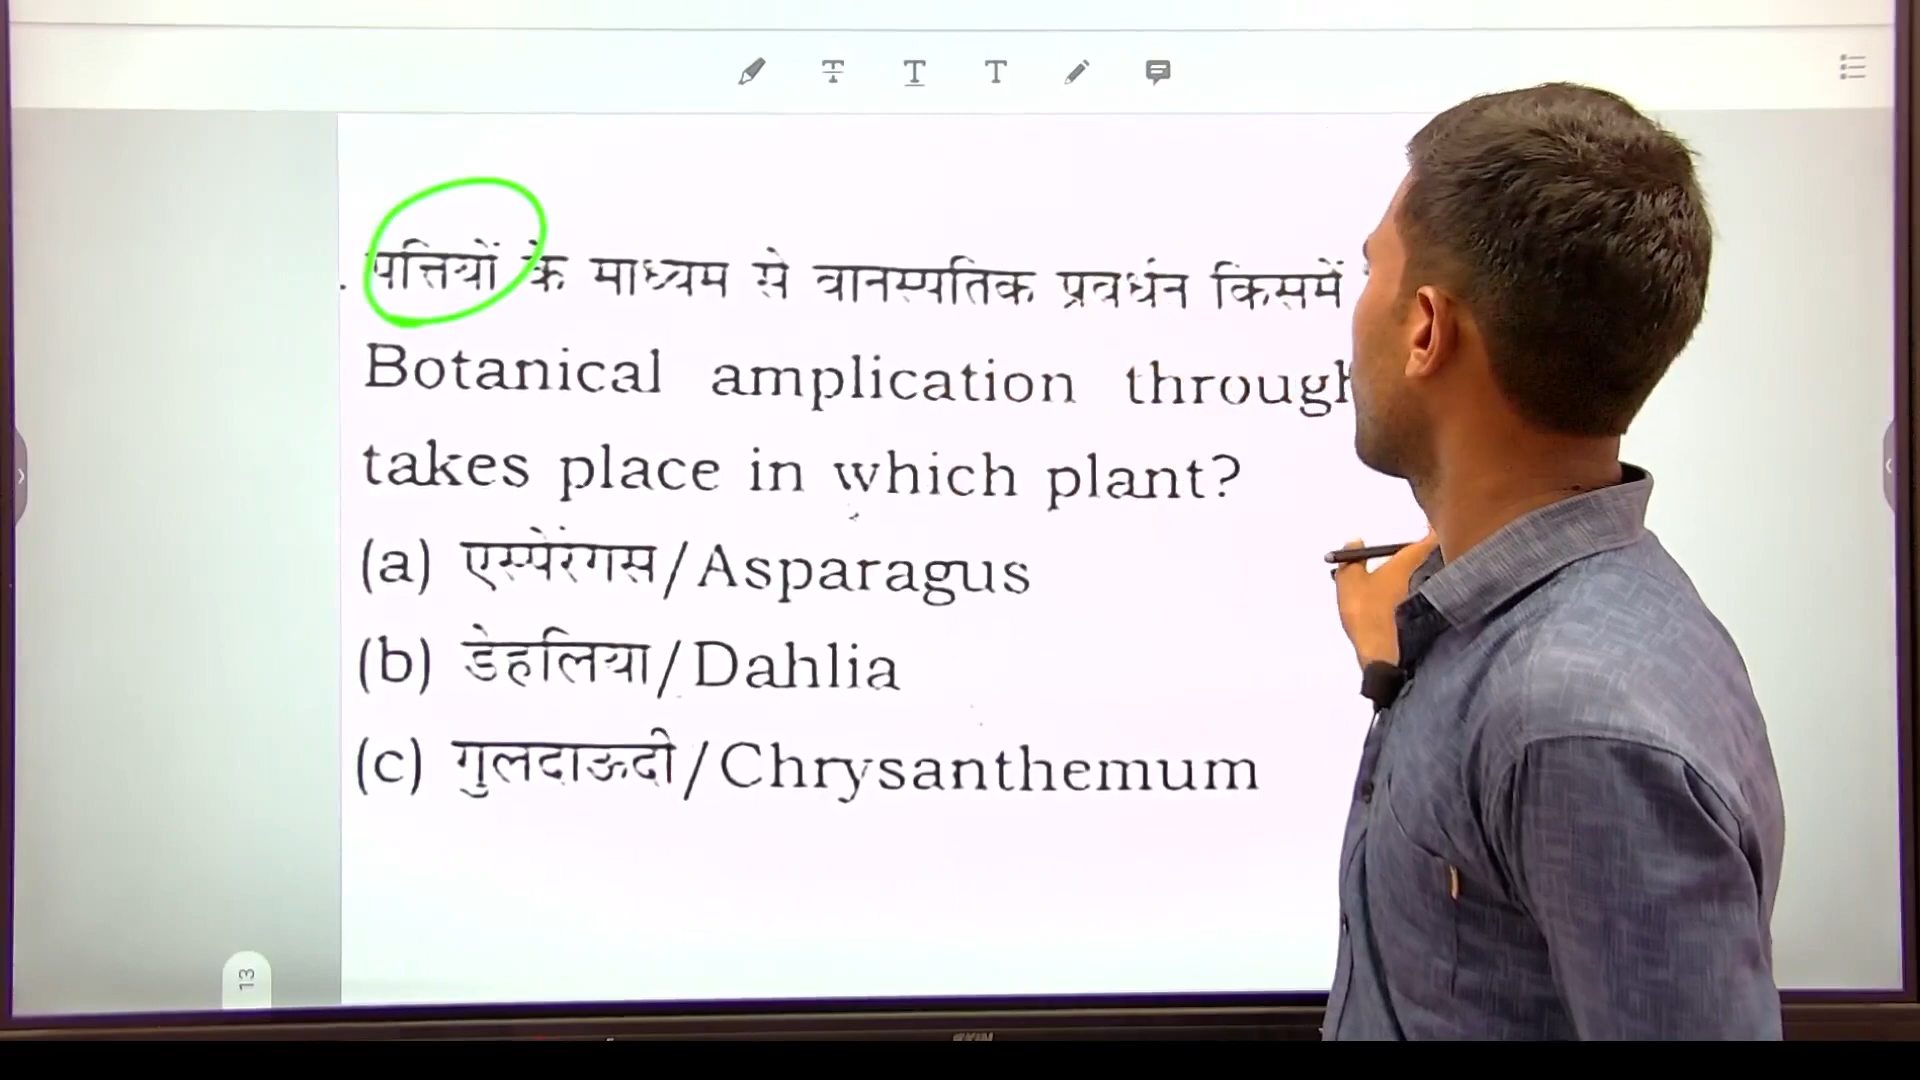 पत्तियों के माध्यम से वानस्पतिक प्रवर्धन किसमें
Botanical amplication through
takes place in which plant?
(a) एस्पेरंगस/Asparagus
(b) डेहलिया/Dahlia
(c) गुलदाऊदी/Chrysanthemum
13